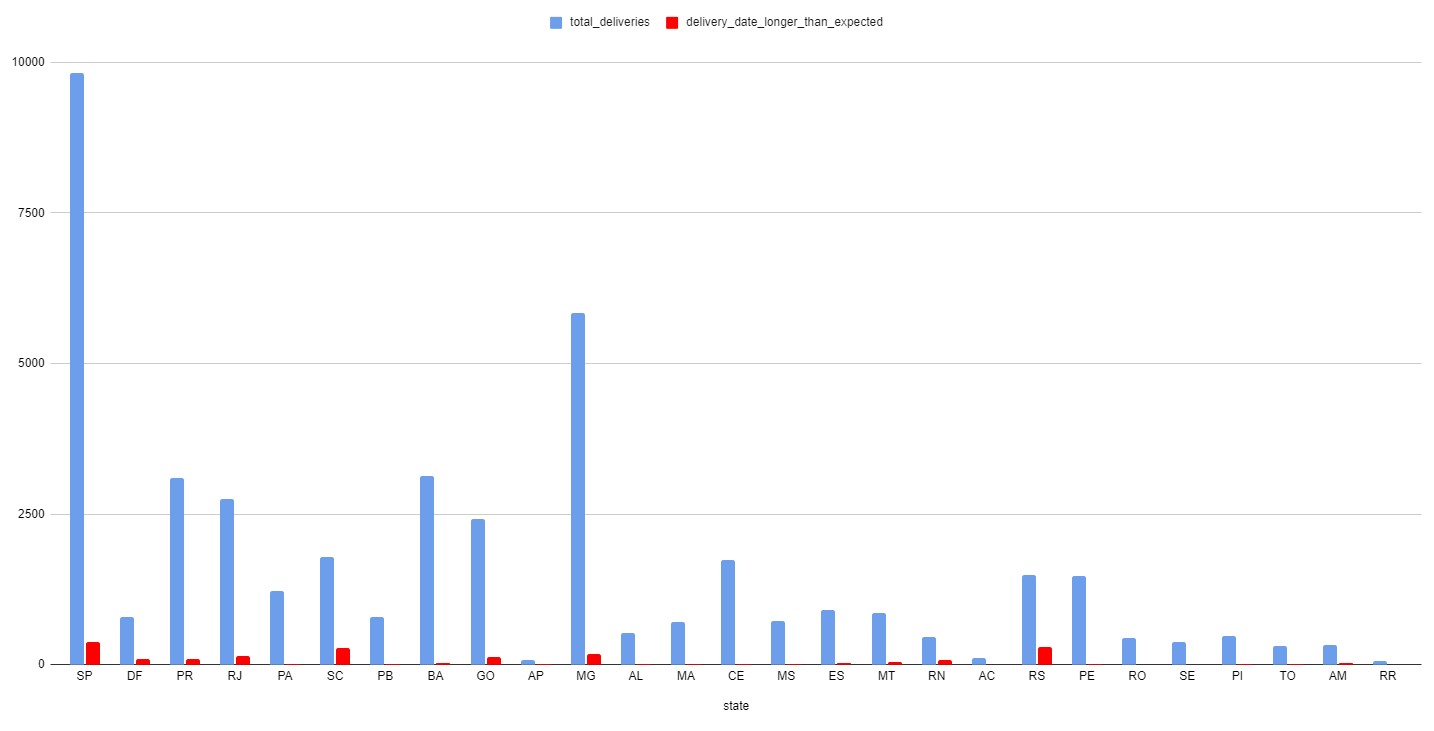 total_deliveries delivery_date_longer_than_expected
10000
7500
5000
2500
0
SP DF PR RJ PA SC PB BA GO AP MG AL MA CE MS ES MT RN AC RS PE RO SE PI TO AM RR
state